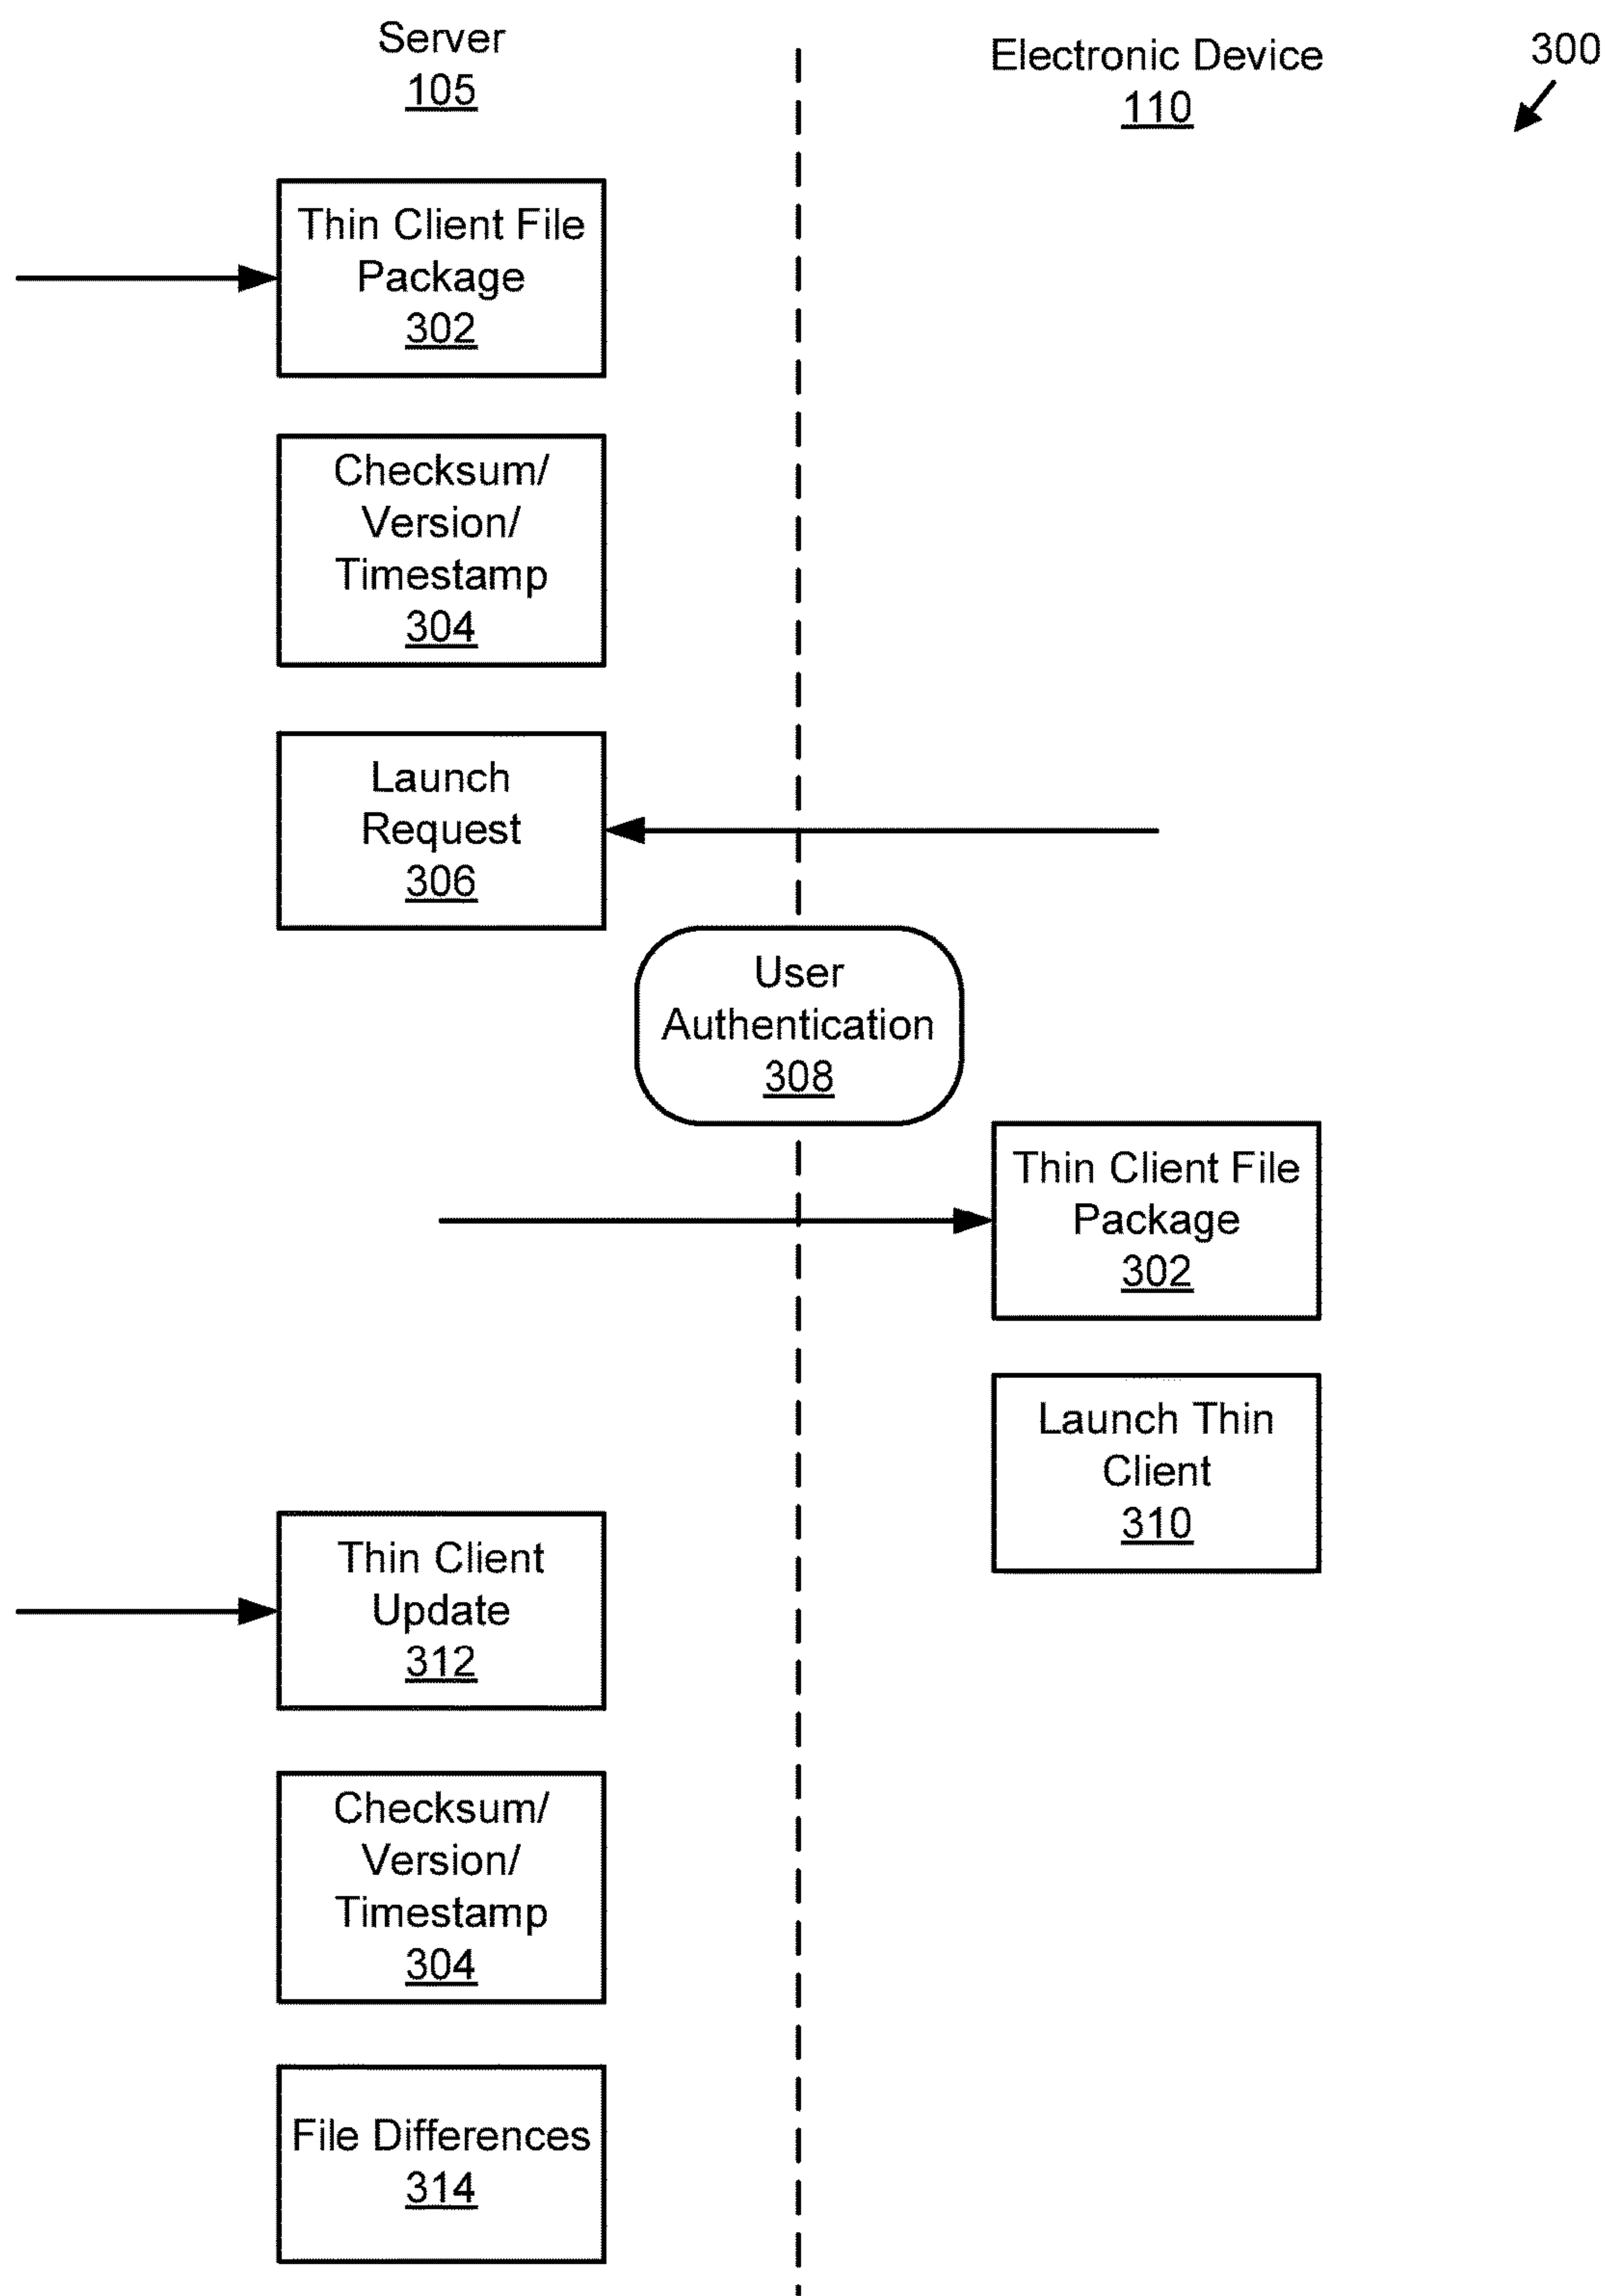 Server
105
Electronic Device
110
300
Thin Client File
Package
302
Checksum/
Version/
Timestamp
304
Launch
Request
306
User
Authentication
308
Thin Client File
Package
302
Launch Thin
Client
310
Thin Client
Update
312
Checksum/
Version/
Timestamp
304
File Differences
314